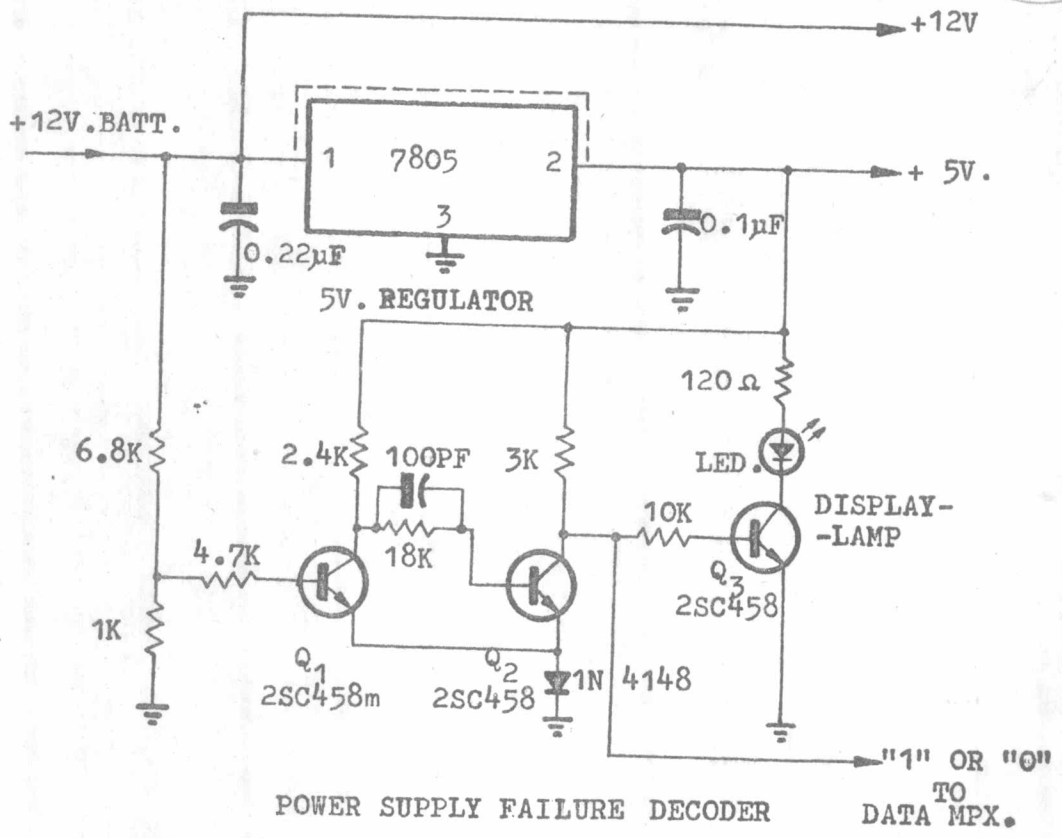 +12V
+12V.BATT.
1 7805 2
3
+ 5V.
0.22µF
0.1µF
5V. REGULATOR
120Ω
6.8K
2.4K
100PF
3K
LED.
18K
10K
DISPLAY-
-LAMP
4.7K
Q3
2SC458
1K
Q1
2SC458m
Q2
2SC458
1N 4148
"1" OR "0"
TO
DATA MPX.
POWER SUPPLY FAILURE DECODER